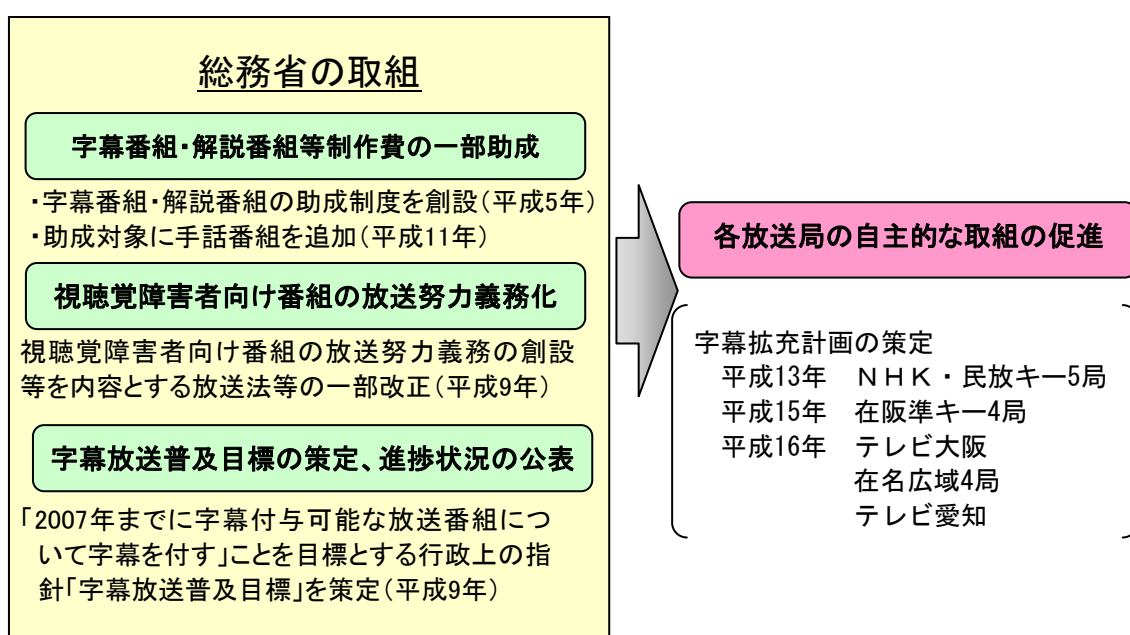 総務省の取組
字幕番組・解説番組等制作費の一部助成
・字幕番組・解説番組の助成制度を創設(平成5年)
・助成対象に手話番組を追加(平成11年)
視聴覚障害者向け番組の放送努力義務化
視聴覚障害者向け番組の放送努力義務の創設
等を内容とする放送法等の一部改正(平成9年)
字幕放送普及目標の策定、進捗状況の公表
「2007年までに字幕付与可能な放送番組につ
いて字幕を付す」ことを目標とする行政上の指
針「字幕放送普及目標」を策定(平成9年)
各放送局の自主的な取組の促進
字幕拡充計画の策定
平成13年 NHK・民放キー5局
平成15年 在阪準キー4局
平成16年 テレビ大阪
在名広域4局
テレビ愛知